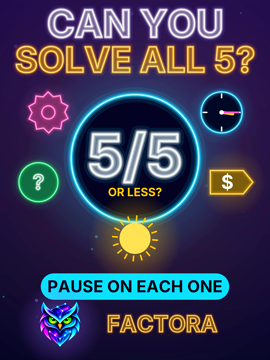 CAN YOU
SOLVE ALL 5?
5/5
OR LESS?
?
$
PAUSE ON EACH ONE
FACTORA